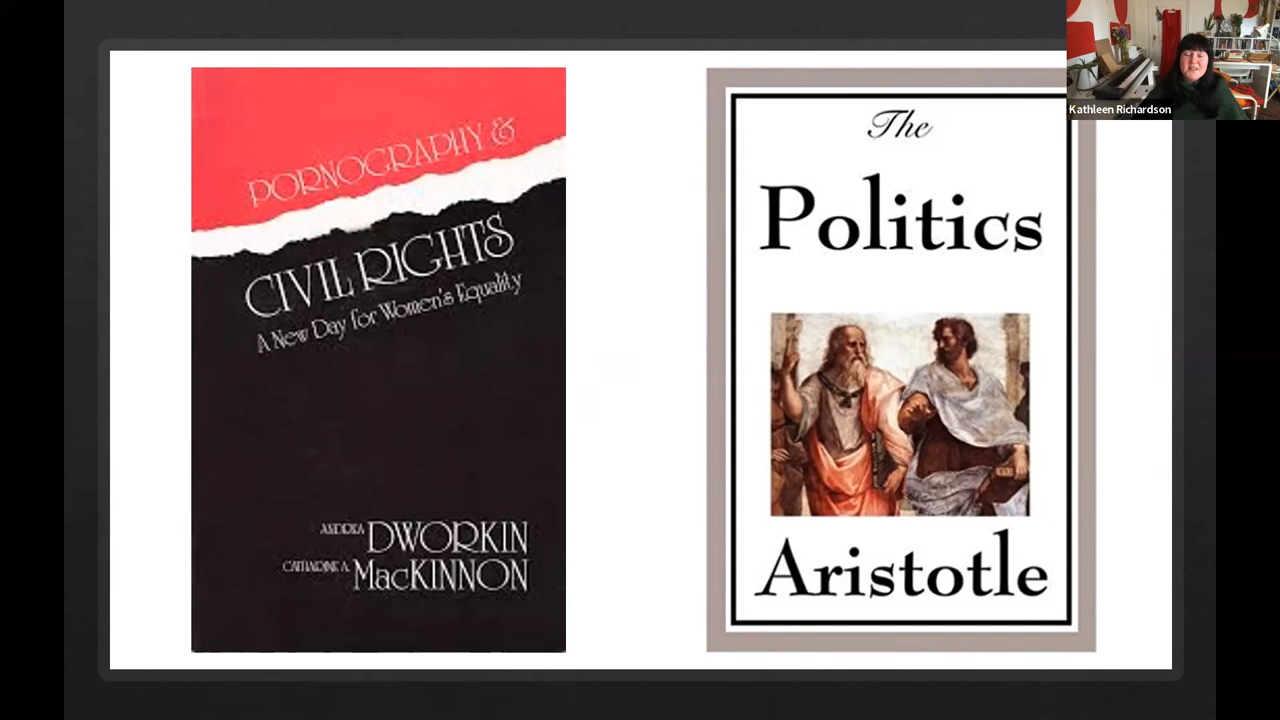 PORNOGRAPHY &
CIVIL RIGHTS
A New Day for Women's Equality
ANDREA DWORKIN
CATHARINE A. MacKINNON
The
Politics
Aristotle
Kathleen Richardson